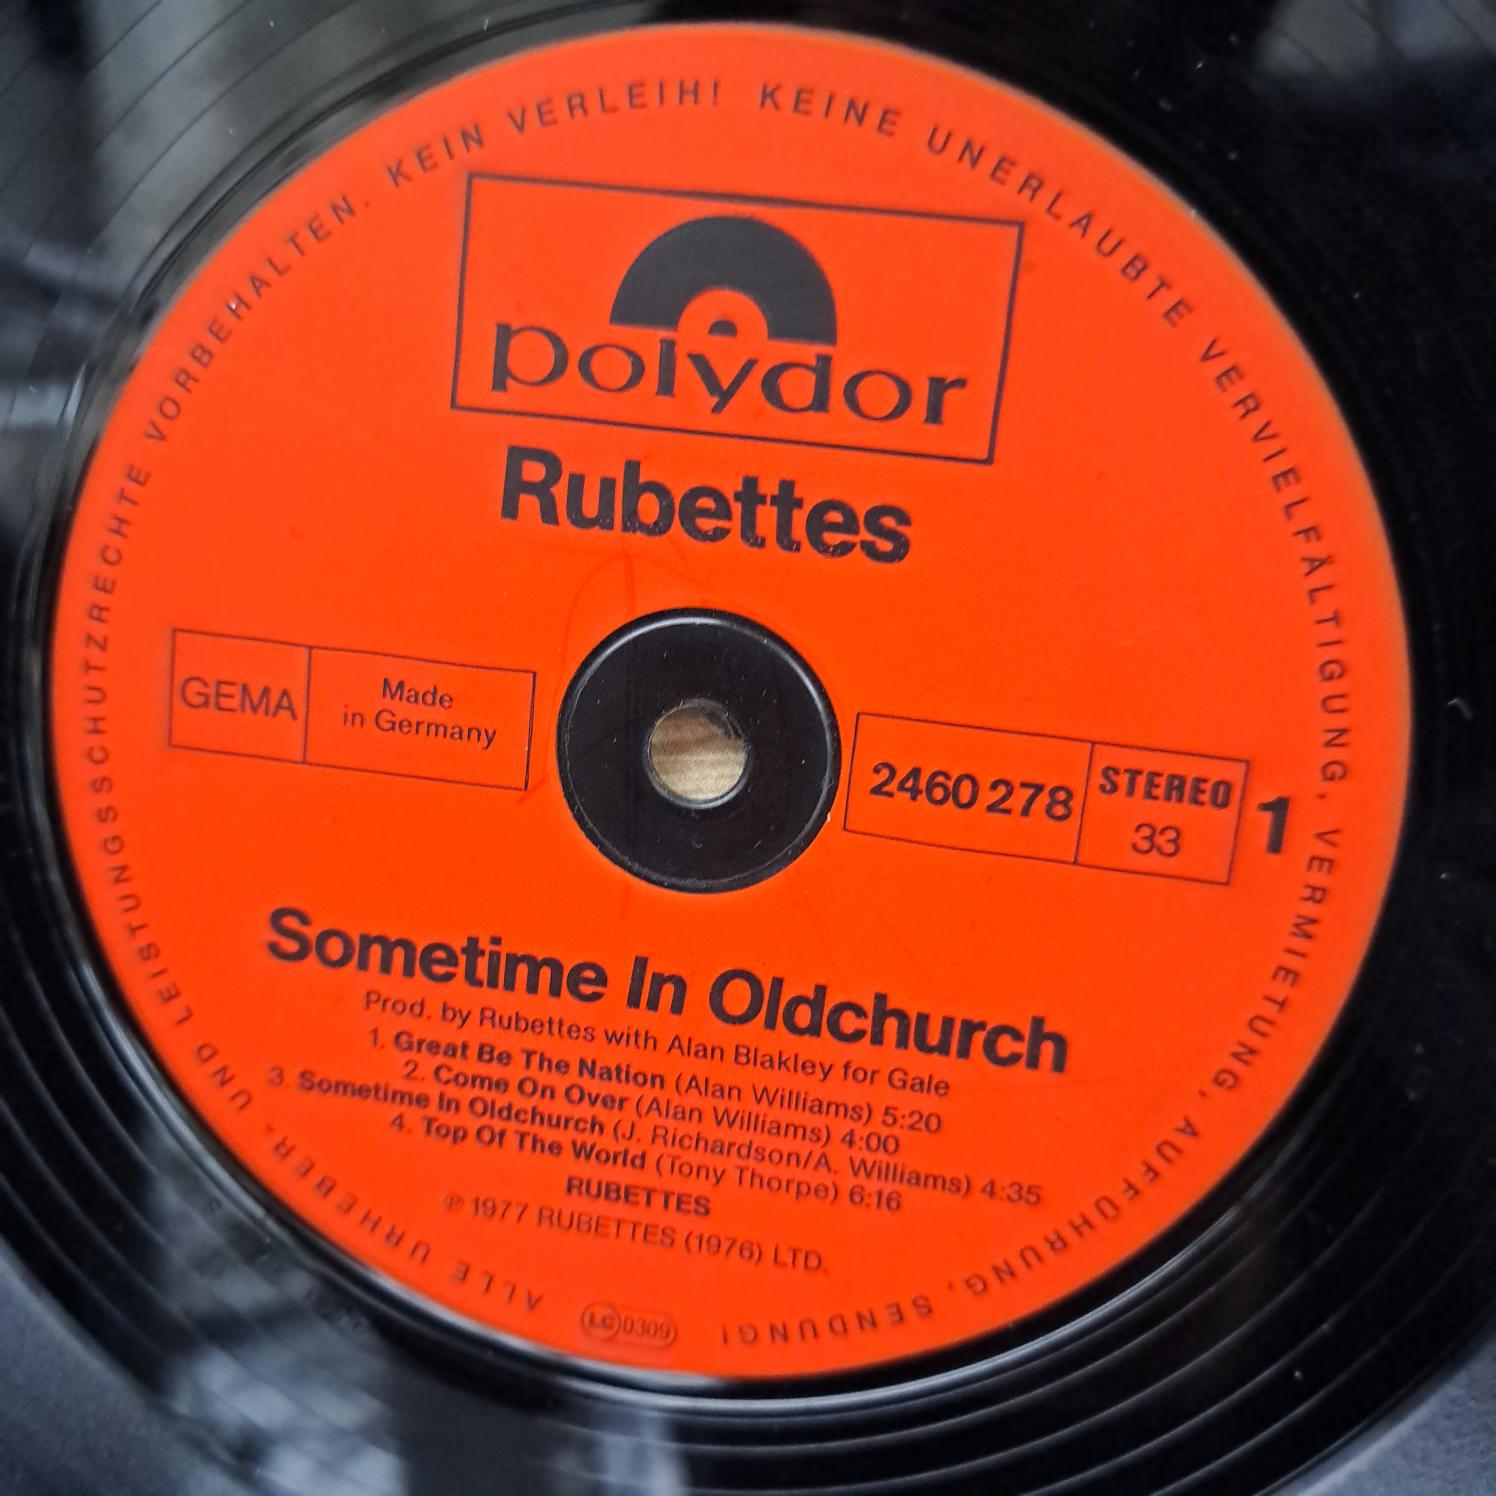 ALLE URHEBER- UND LEISTUNGSSCHUTZRECHTE VORBEHALTEN. KEIN VERLEIH! KEINE UNERLAUBTE VERVIELFÄLTIGUNG, VERMIETUNG, AUFFÜHRUNG, SENDUNG!
polydor
Rubettes
GEMA
Made
in Germany
2460 278
STEREO
33
1
Sometime In Oldchurch
Prod. by Rubettes with Alan Blakley for Gale
1. Great Be The Nation (Alan Williams) 5:20
2. Come On Over (Alan Williams) 4:00
3. Sometime In Oldchurch (J. Richardson/A. Williams) 4:35
4. Top Of The World (Tony Thorpe) 6:16
RUBETTES
℗ 1977 RUBETTES (1976) LTD.
LC 0309